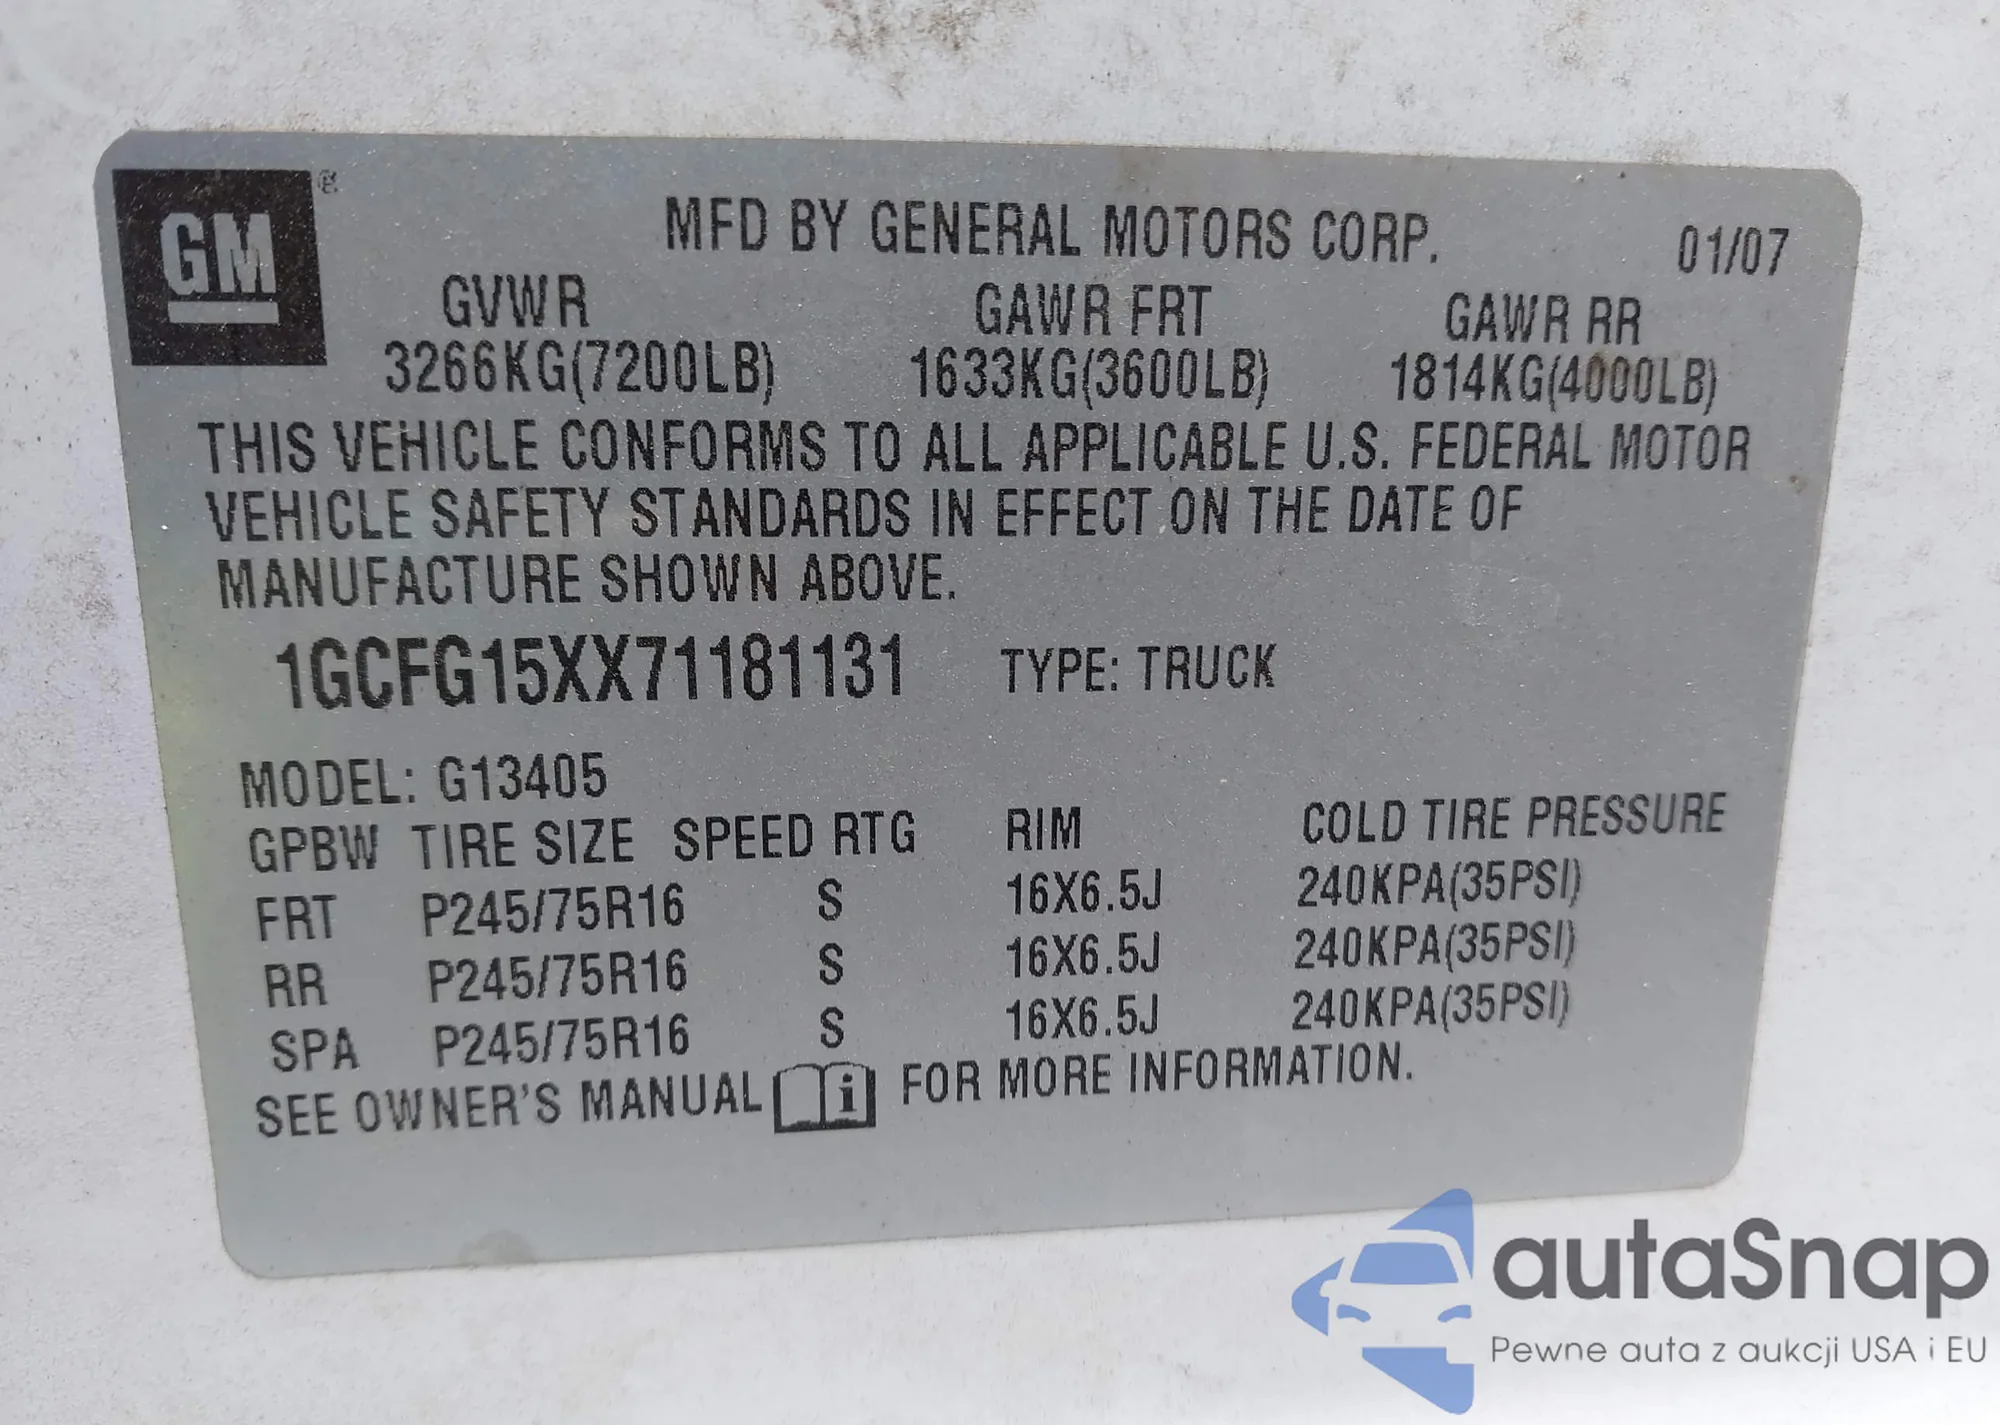 GM ®
MFD BY GENERAL MOTORS CORP. 01/07
GVWR GAWR FRT GAWR RR
3266KG(7200LB) 1633KG(3600LB) 1814KG(4000LB)
THIS VEHICLE CONFORMS TO ALL APPLICABLE U.S. FEDERAL MOTOR
VEHICLE SAFETY STANDARDS IN EFFECT ON THE DATE OF
MANUFACTURE SHOWN ABOVE.
1GCFG15XX71181131 TYPE: TRUCK
MODEL: G13405
GPBW TIRE SIZE SPEED RTG RIM COLD TIRE PRESSURE
FRT P245/75R16 S 16X6.5J 240KPA(35PSI)
RR P245/75R16 S 16X6.5J 240KPA(35PSI)
SPA P245/75R16 S 16X6.5J 240KPA(35PSI)
SEE OWNER'S MANUAL i FOR MORE INFORMATION.
autaSnap
Pewne auta z aukcji USA i EU